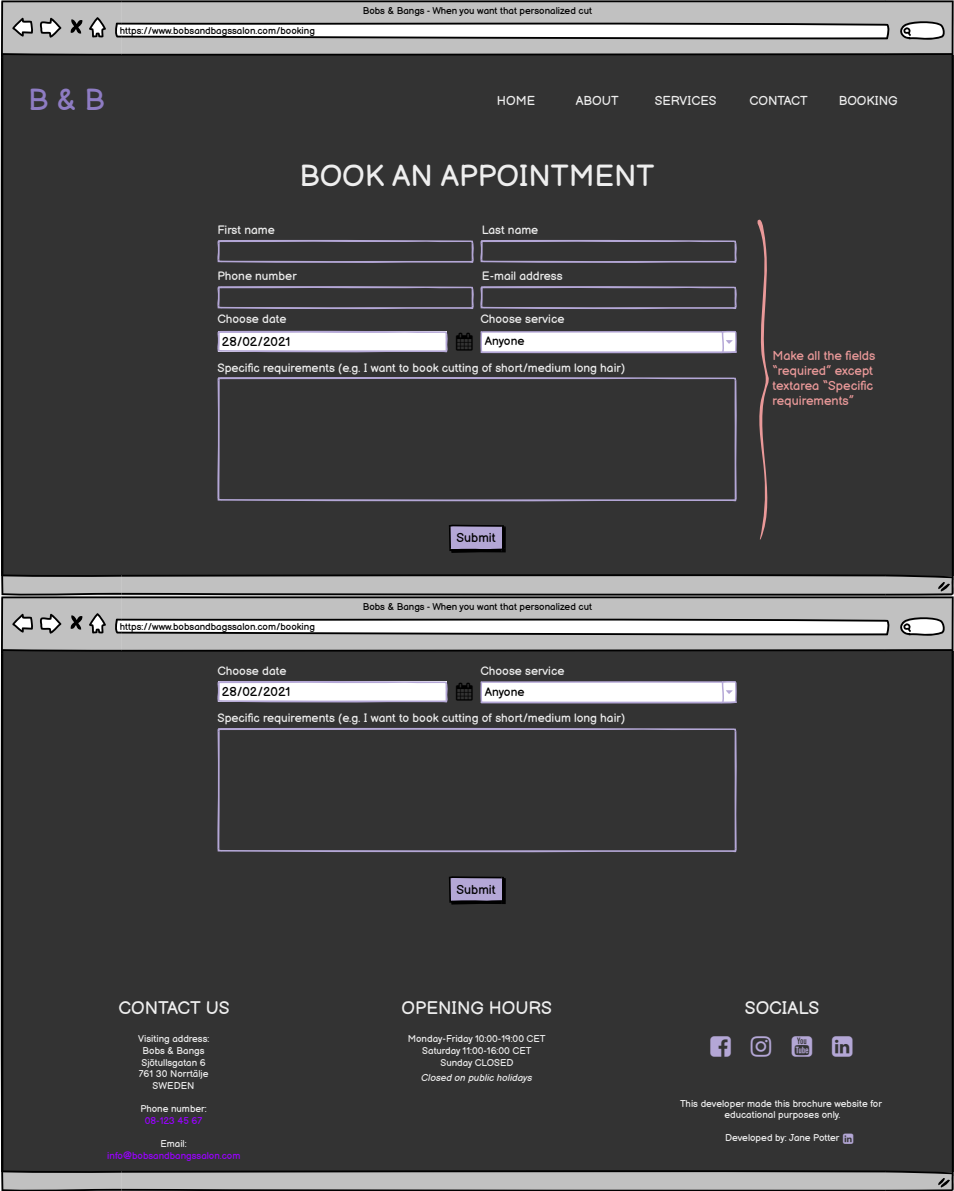 Bobs & Bangs - When you want that personalized cut
https://www.bobsandbagssalon.com/booking
B & B
HOME ABOUT SERVICES CONTACT BOOKING
BOOK AN APPOINTMENT
First name Last name
Phone number E-mail address
Choose date Choose service
28/02/2021 Anyone
Specific requirements (e.g. I want to book cutting of short/medium long hair)
Make all the fields
"required" except
textarea "Specific
requirements"
Submit
Bobs & Bangs - When you want that personalized cut
https://www.bobsandbagssalon.com/booking
Choose date Choose service
28/02/2021 Anyone
Specific requirements (e.g. I want to book cutting of short/medium long hair)
Submit
CONTACT US
Visiting address:
Bobs & Bangs
Sjötullsgatan 6
761 30 Norrtälje
SWEDEN
Phone number:
08-123 45 67
Email:
info@bobsandbangssalon.com
OPENING HOURS
Monday-Friday 10:00-19:00 CET
Saturday 11:00-16:00 CET
Sunday CLOSED
Closed on public holidays
SOCIALS
You
Tube
in
This developer made this brochure website for
educational purposes only.
Developed by: Jane Potter in